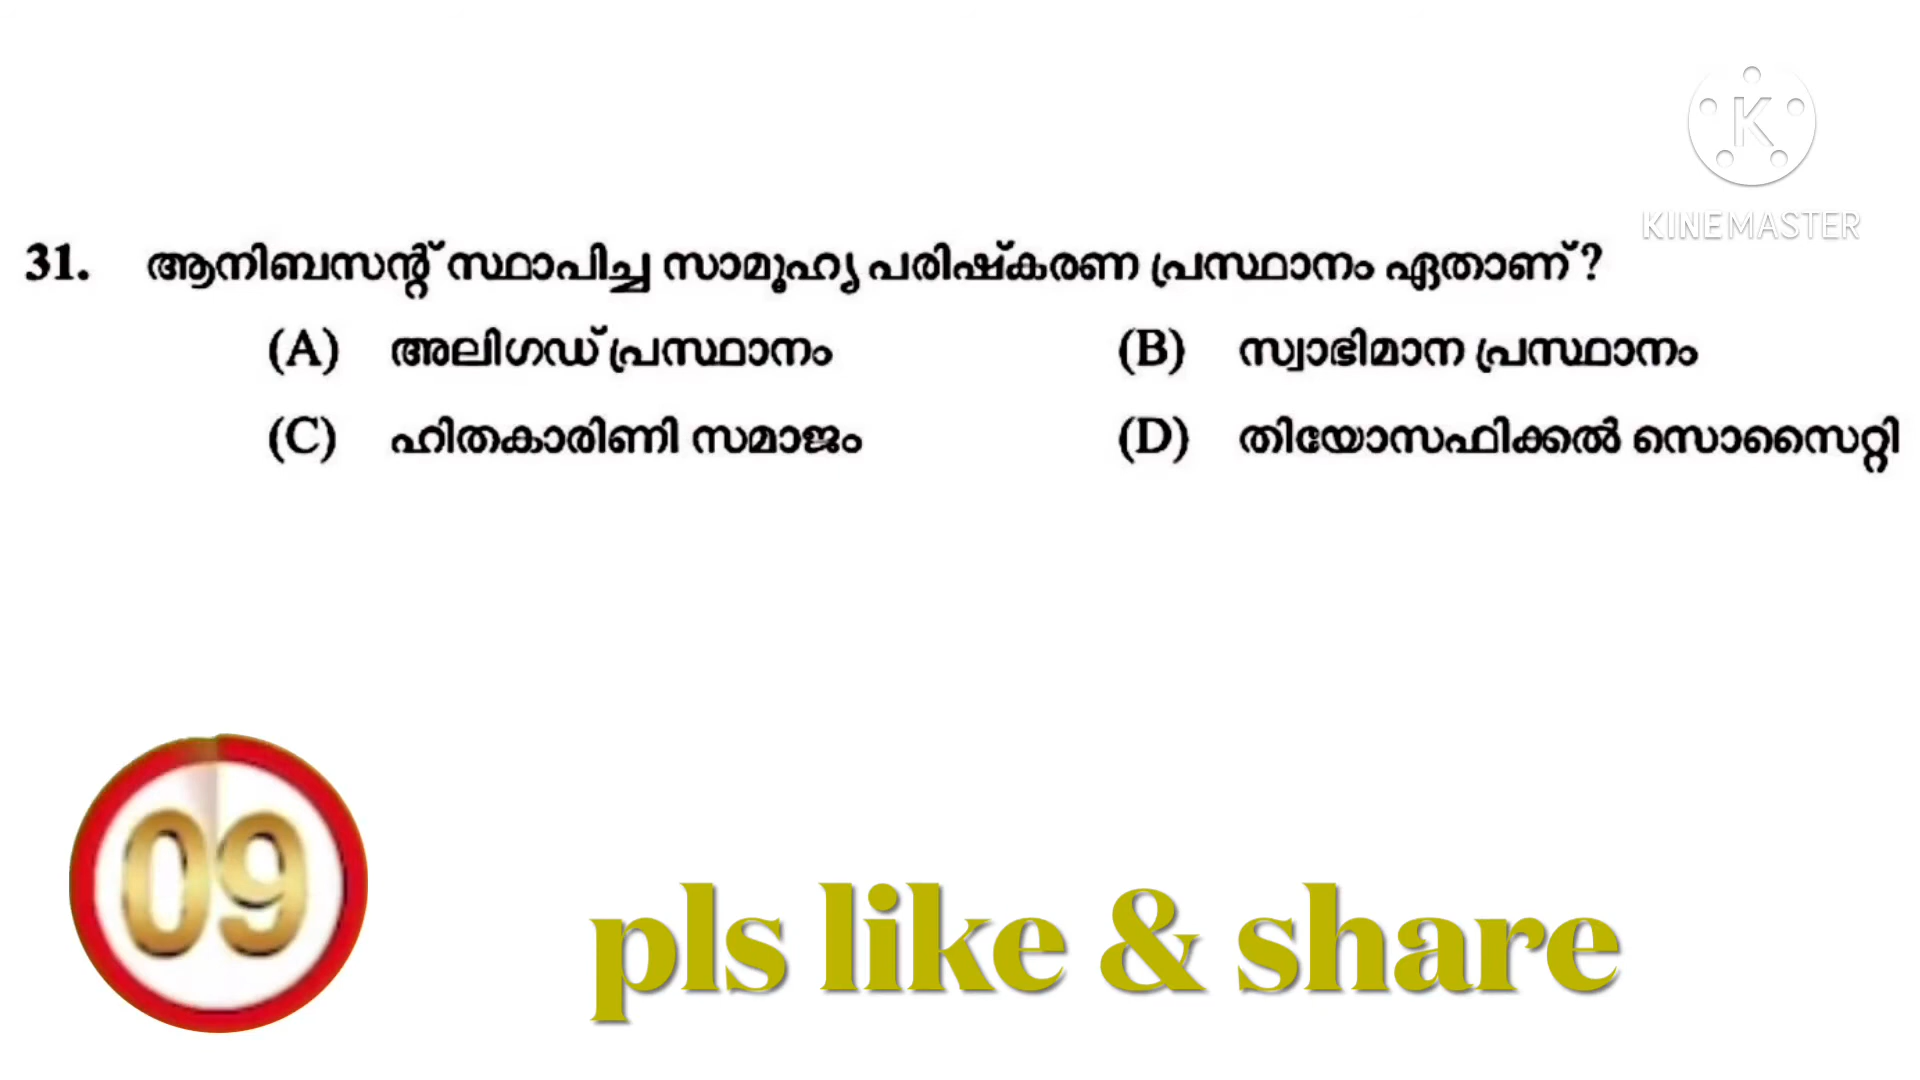 KINEMASTER
31. ആനിബസന്റ് സ്ഥാപിച്ച സാമൂഹ്യ പരിഷ്കരണ പ്രസ്ഥാനം ഏതാണ് ?
(A) അലിഗഡ് പ്രസ്ഥാനം (B) സ്വാഭിമാന പ്രസ്ഥാനം
(C) ഹിതകാരിണി സമാജം (D) തിയോസഫിക്കൽ സൊസൈറ്റി
09
pls like & share